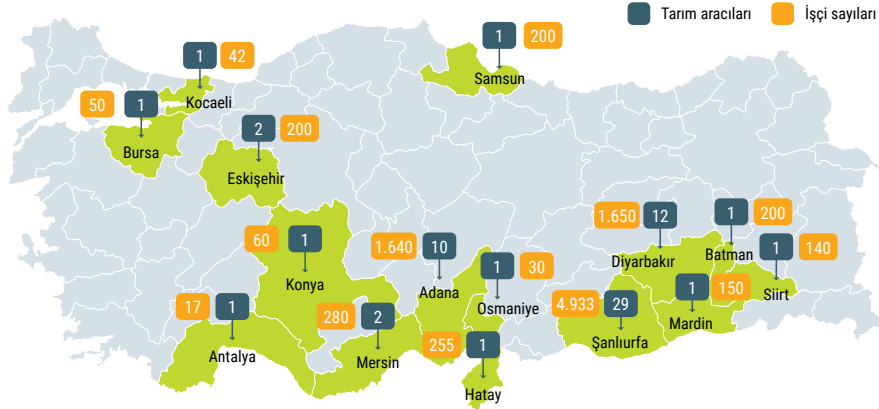 Tarım aracıları
İşçi sayıları
1 200
Samsun
1 42
Kocaeli
50 1
Bursa
2 200
Eskişehir
60 1
Konya
1.640 10
Adana
1 30
Osmaniye
1.650 12
Diyarbakır
1 200
Batman
1 140
Siirt
17 1
Antalya
280 2
Mersin
255 1
Hatay
4.933 29
Şanlıurfa
1 150
Mardin